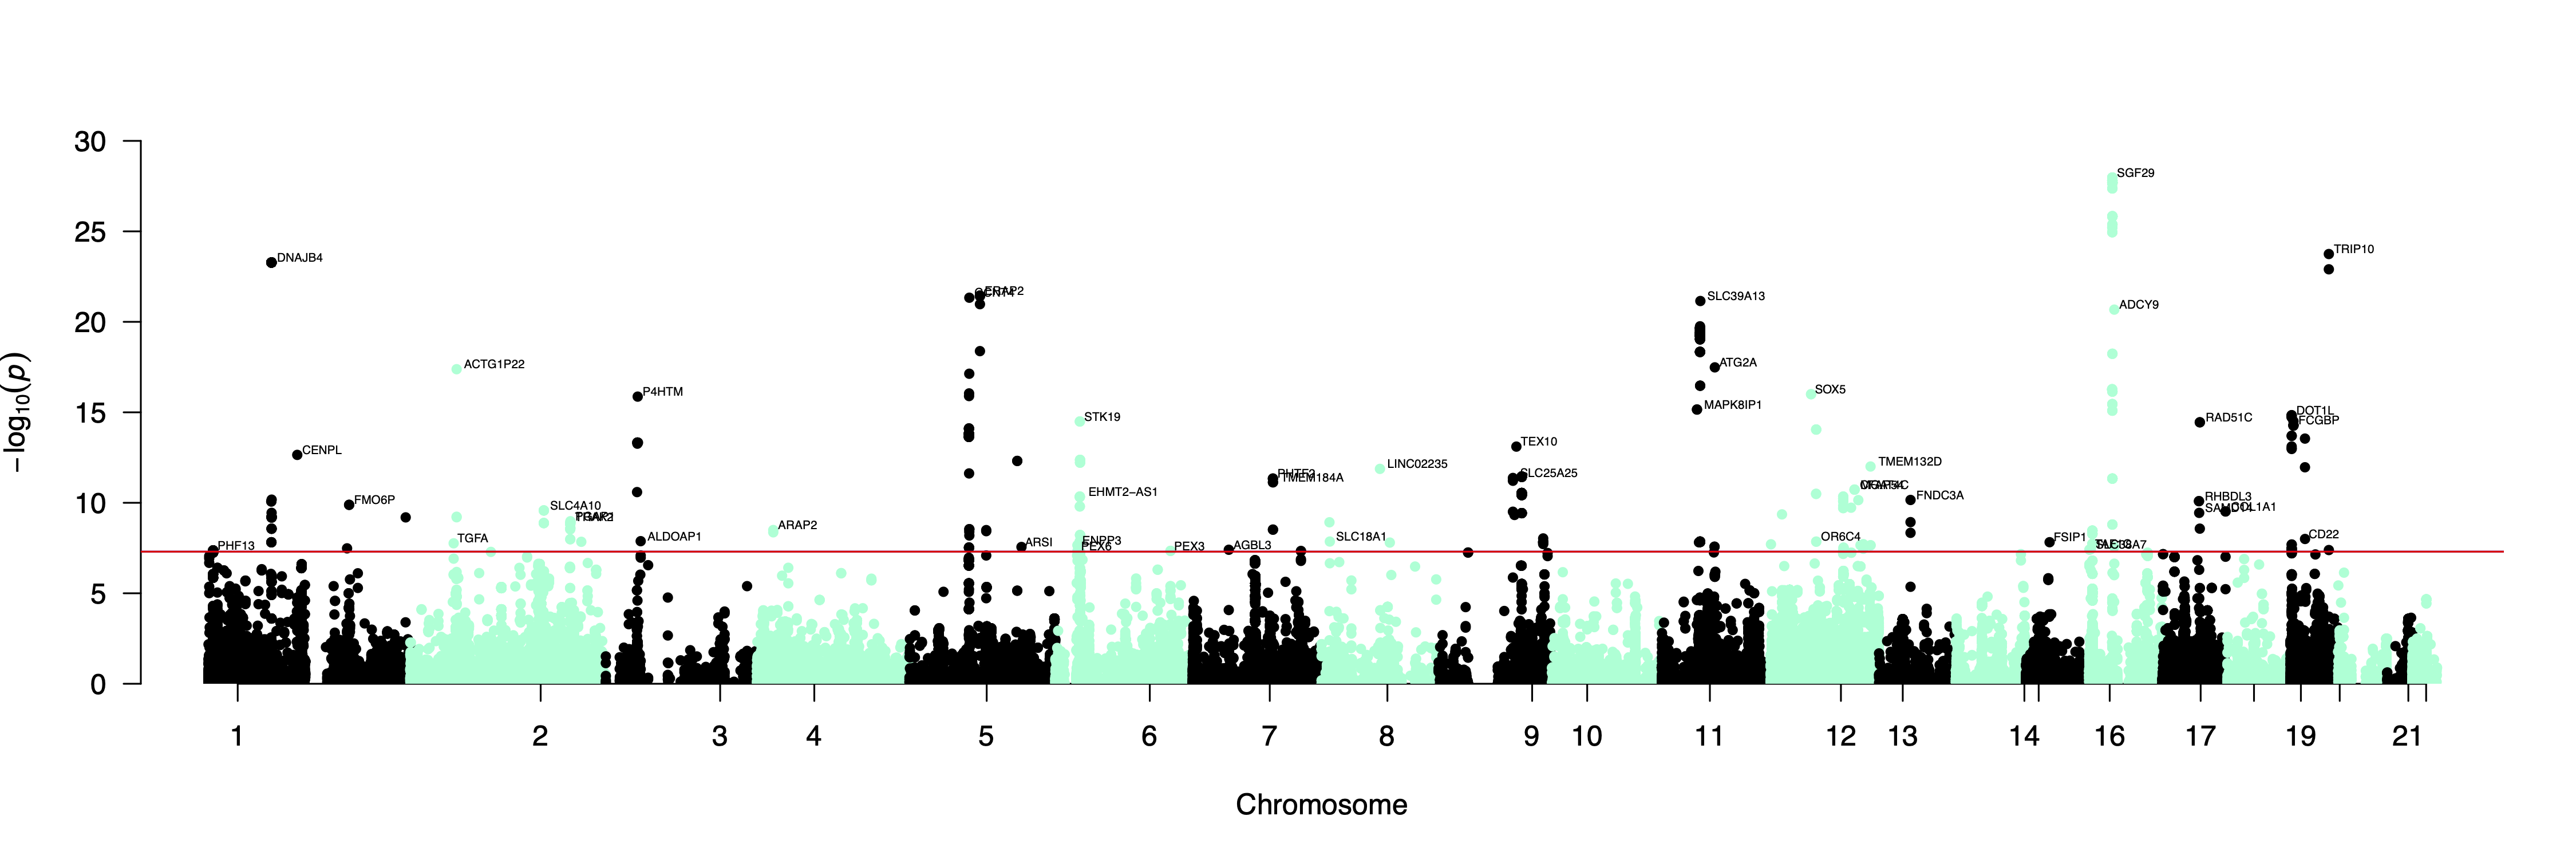 30
25
20
15
10
5
0
−log10(p)
SGF29
TRIP10
DNAJB4
ERAP2
SLC39A13
ADCY9
ACTG1P22
ATG2A
P4HTM
SOX5
MAPK8IP1
STK19
DOT1L
RAD51C
FCGBP
CENPL
TEX10
LINC02235
TMEM132D
SLC25A25
TMEM184A
EHMT2−AS1
FMO6P
SLC4A10
FNDC3A
RHBDL3
COL1A1
ARAP2
TGFA
ALDOAP1
ARSI
ENPP3
PEX6
PEX3
AGBL3
SLC18A1
OR6C4
FSIP1
CD22
PHF13
1 2 3 4 5 6 7 8 9 10 11 12 13 14 16 17 19 21
Chromosome